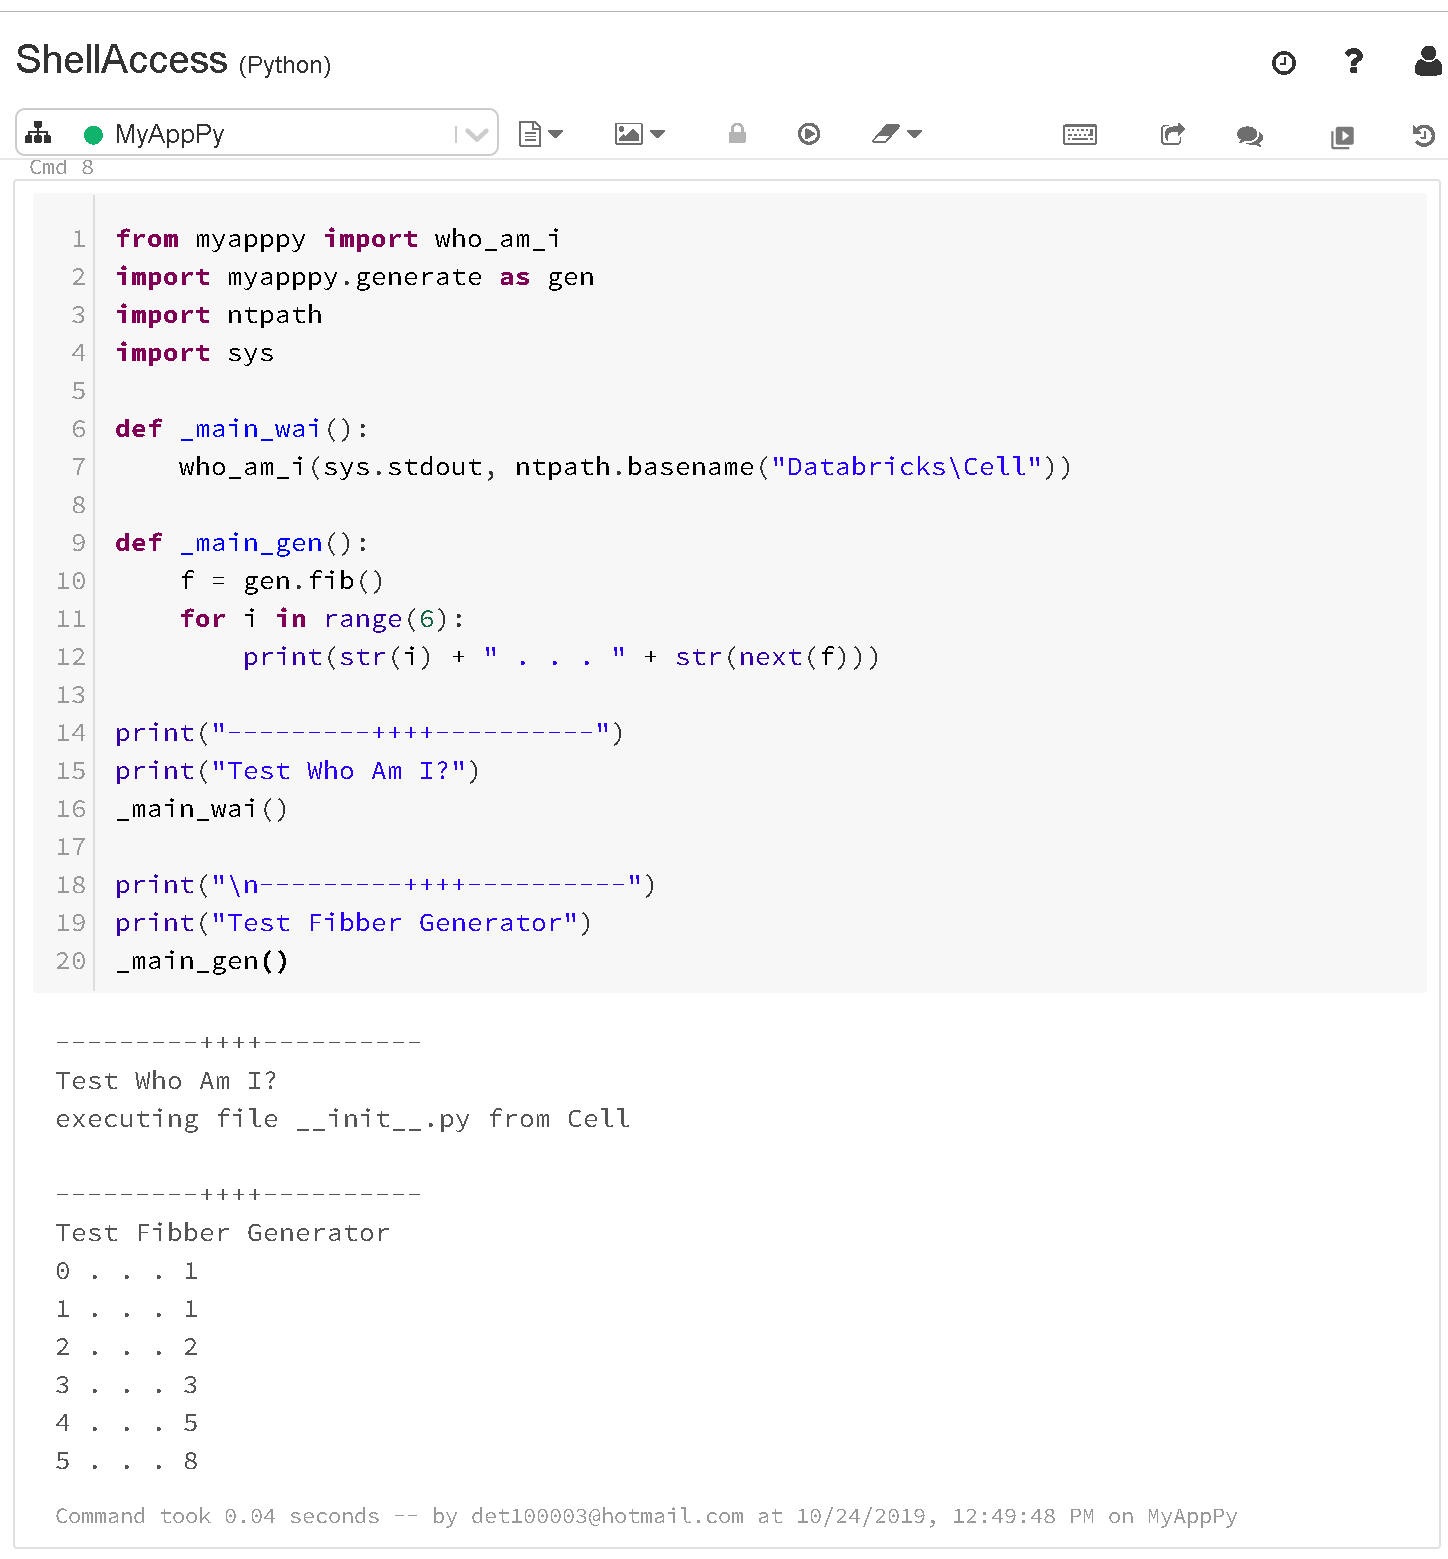 ShellAccess (Python)
MyAppPy
Cmd 8
1 from myapppy import who_am_i
2 import myapppy.generate as gen
3 import ntpath
4 import sys
5
6 def _main_wai():
7     who_am_i(sys.stdout, ntpath.basename("Databricks\Cell"))
8
9 def _main_gen():
10     f = gen.fib()
11     for i in range(6):
12         print(str(i) + " . . . " + str(next(f)))
13
14 print("---------++++----------")
15 print("Test Who Am I?")
16 _main_wai()
17
18 print("\n---------++++----------")
19 print("Test Fibber Generator")
20 _main_gen()
---------++++----------
Test Who Am I?
executing file __init__.py from Cell
---------++++----------
Test Fibber Generator
0 . . . 1
1 . . . 1
2 . . . 2
3 . . . 3
4 . . . 5
5 . . . 8
Command took 0.04 seconds -- by det100003@hotmail.com at 10/24/2019, 12:49:48 PM on MyAppPy